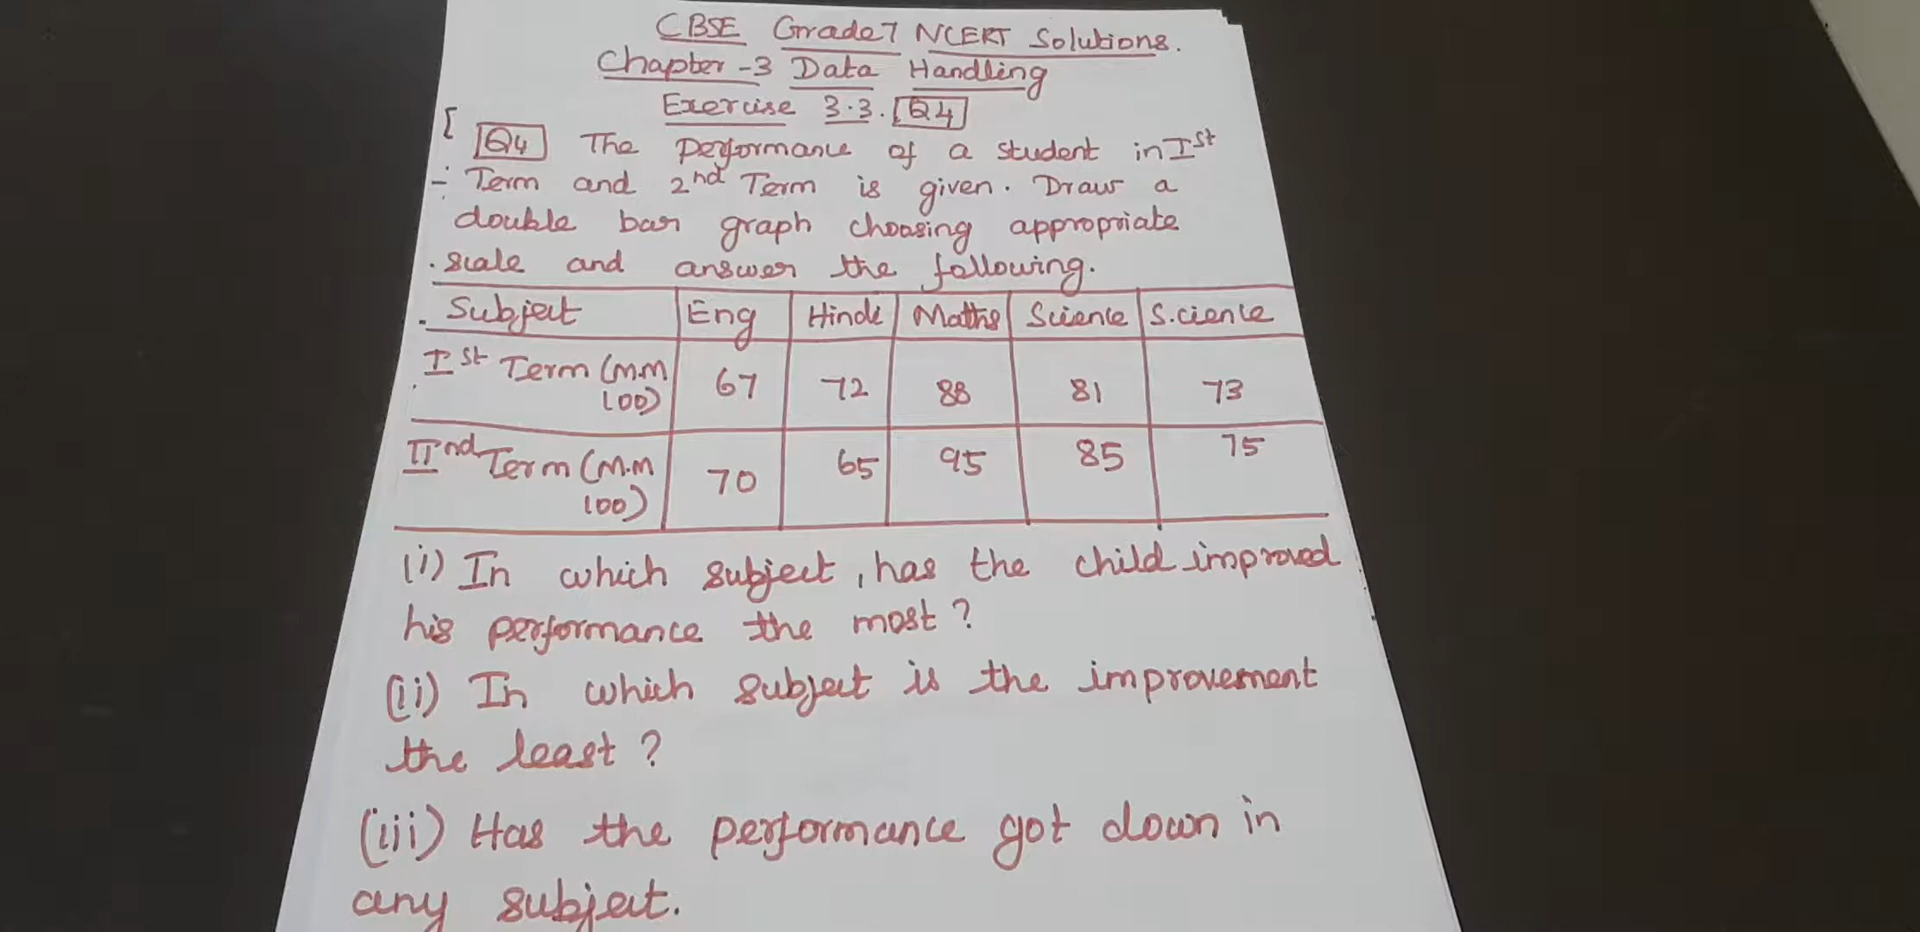 CBSE Grade 7 NCERT Solutions.
Chapter -3 Data Handling
Exercise 3.3. Q4
Q4 The performance of a student in Ist
Term and 2nd Term is given. Draw a
double bar graph choosing appropriate
scale and answer the following.
Subject Eng Hindi Maths Science S.cience
Ist Term (M.M 100) 67 72 88 81 73
IInd Term (M.M 100) 70 65 95 85 75
(i) In which subject, has the child improved
his performance the most?
(ii) In which subject is the improvement
the least?
(iii) Has the performance got down in
any subject.